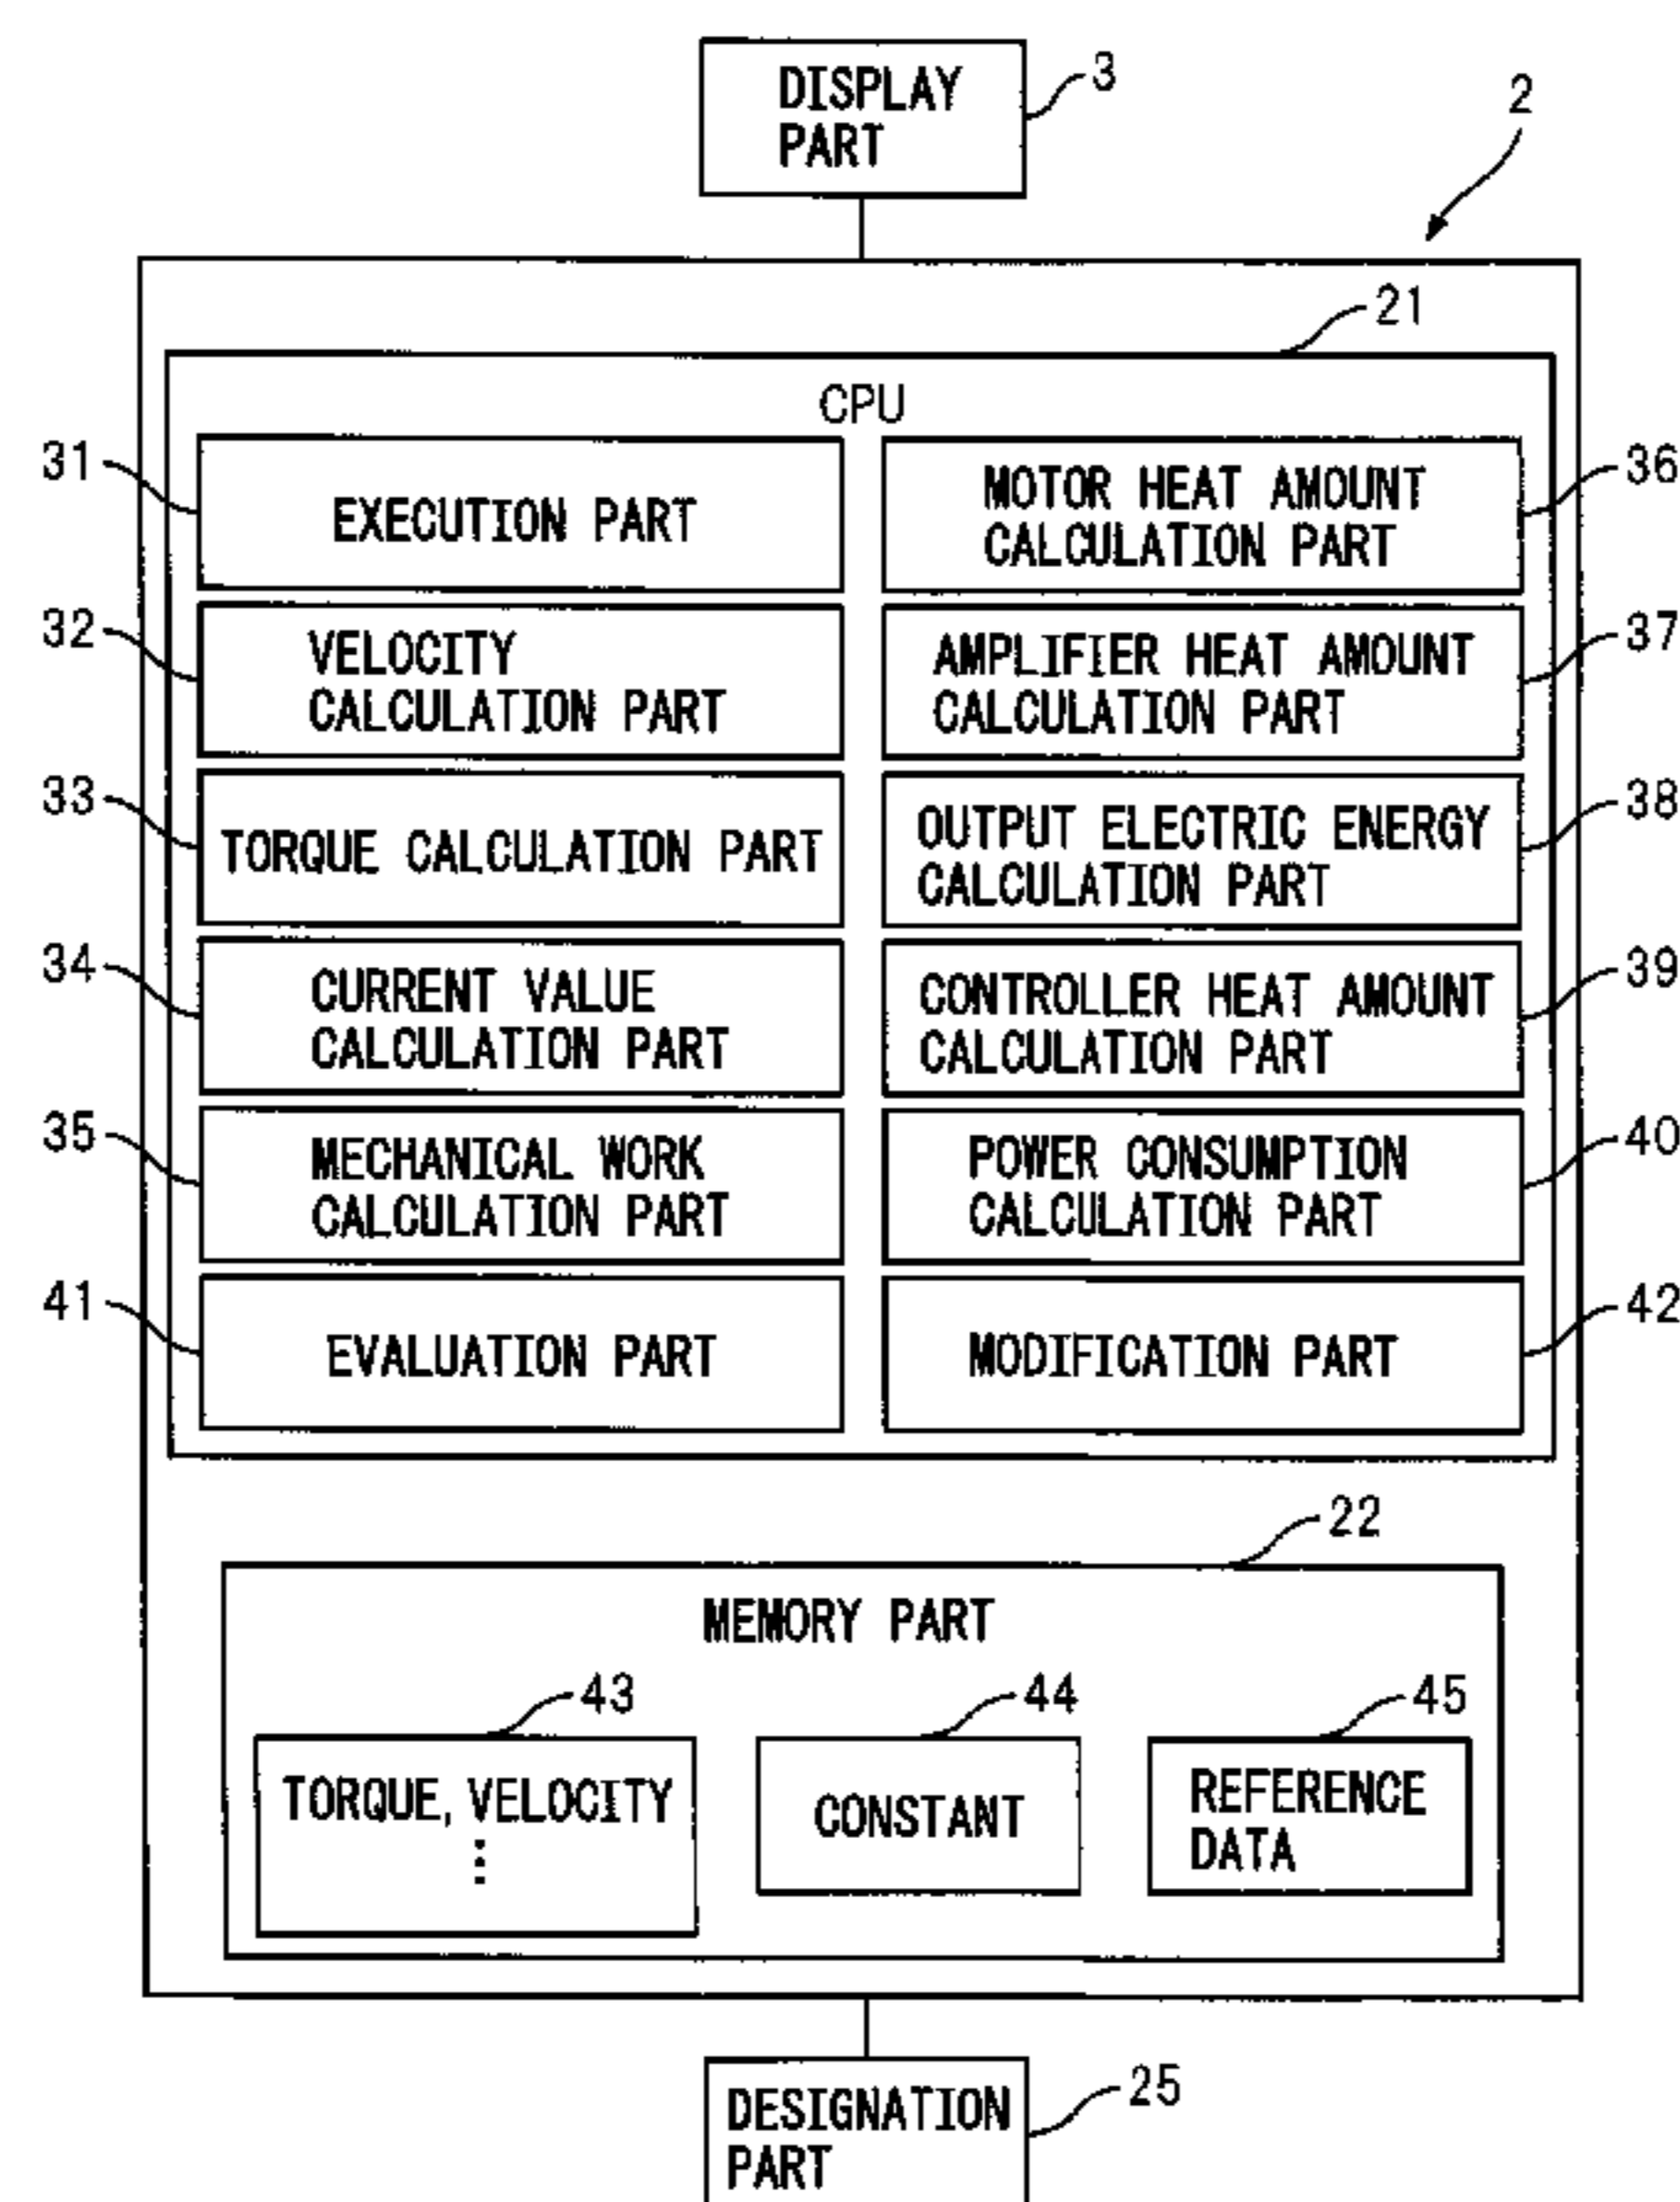 DISPLAY
PART
3
2
21
CPU
31
EXECUTION PART
MOTOR HEAT AMOUNT
CALCULATION PART
36
32
VELOCITY
CALCULATION PART
AMPLIFIER HEAT AMOUNT
CALCULATION PART
37
33
TORQUE CALCULATION PART
OUTPUT ELECTRIC ENERGY
CALCULATION PART
38
34
CURRENT VALUE
CALCULATION PART
CONTROLLER HEAT AMOUNT
CALCULATION PART
39
35
MECHANICAL WORK
CALCULATION PART
POWER CONSUMPTION
CALCULATION PART
40
41
EVALUATION PART
MODIFICATION PART
42
22
MEMORY PART
43
TORQUE, VELOCITY
⋮
44
CONSTANT
45
REFERENCE
DATA
DESIGNATION
PART
25